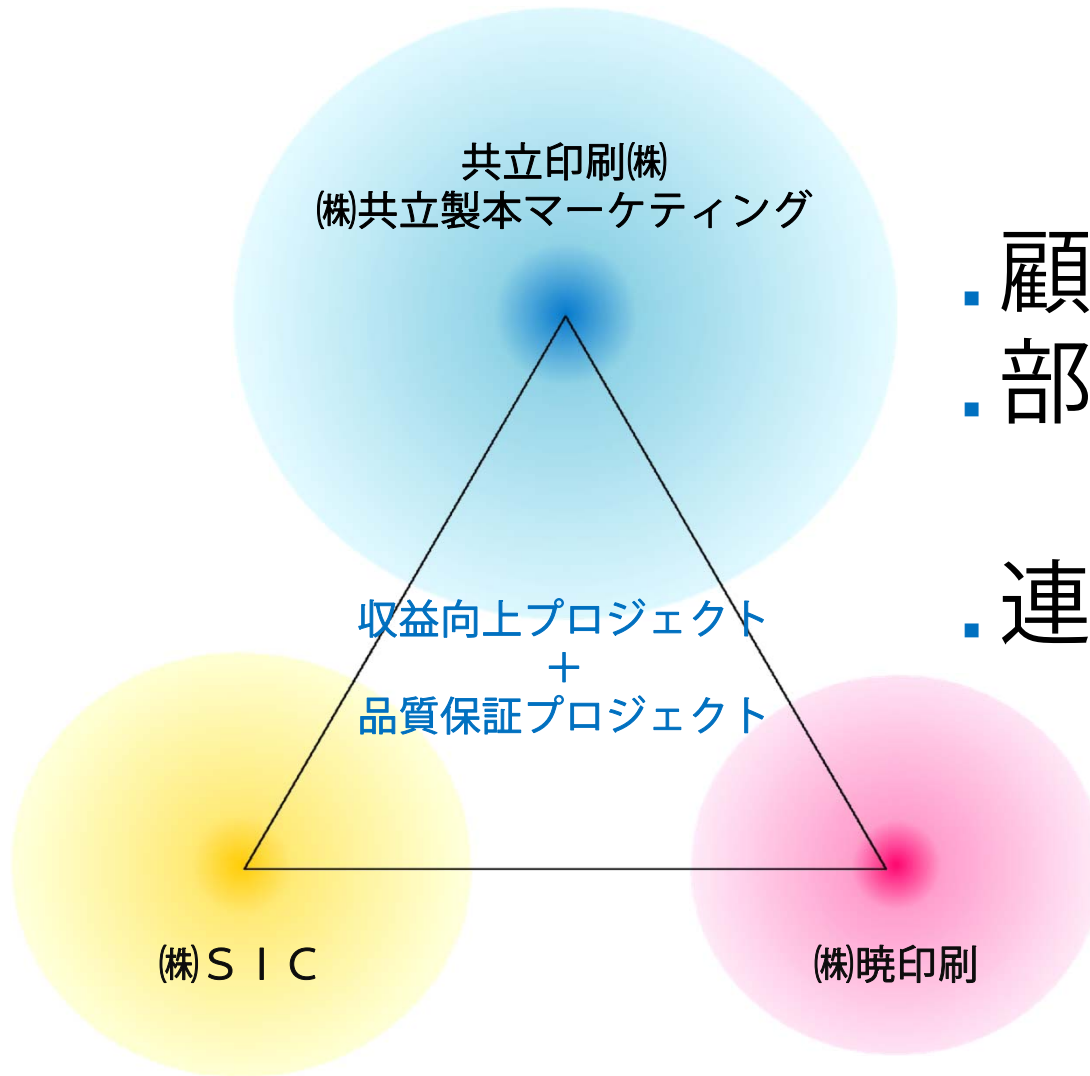 共立印刷㈱
㈱共立製本マーケティング
収益向上プロジェクト
＋
品質保証プロジェクト
㈱ＳＩＣ
㈱暁印刷
顧
部
連